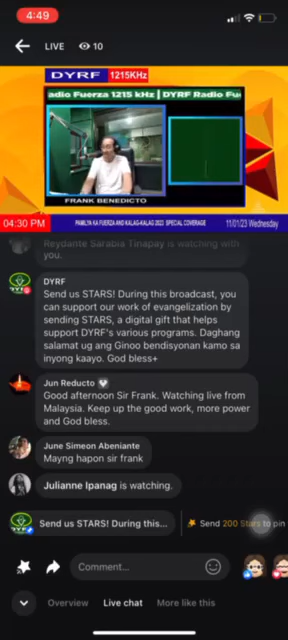 4:49
LIVE
10
DYRF 1215KHz
adio Fuerza 1215 kHz | DYRF Radio Fu
FRANK BENEDICTO
04:30 PM
PAMILYA KA FUERZA AND KALAG-KALAG 2023 SPECIAL COVERAGE
11/01/23 Wednesday
Reydante Sarabia Tinapay is watching with
you.
DYRF
Send us STARS! During this broadcast, you
can support our work of evangelization by
sending STARS, a digital gift that helps
support DYRF's various programs. Daghang
salamat ug ang Ginoo bendisyonan kamo sa
inyong kaayo. God bless+
Jun Reducto
Good afternoon Sir Frank. Watching live from
Malaysia. Keep up the good work, more power
and God bless.
June Simeon Abeniante
Mayng hapon sir frank
Julianne Ipanag is watching.
Send us STARS! During this...
Send 200 Stars to pin
Comment...
Overview
Live chat
More like this